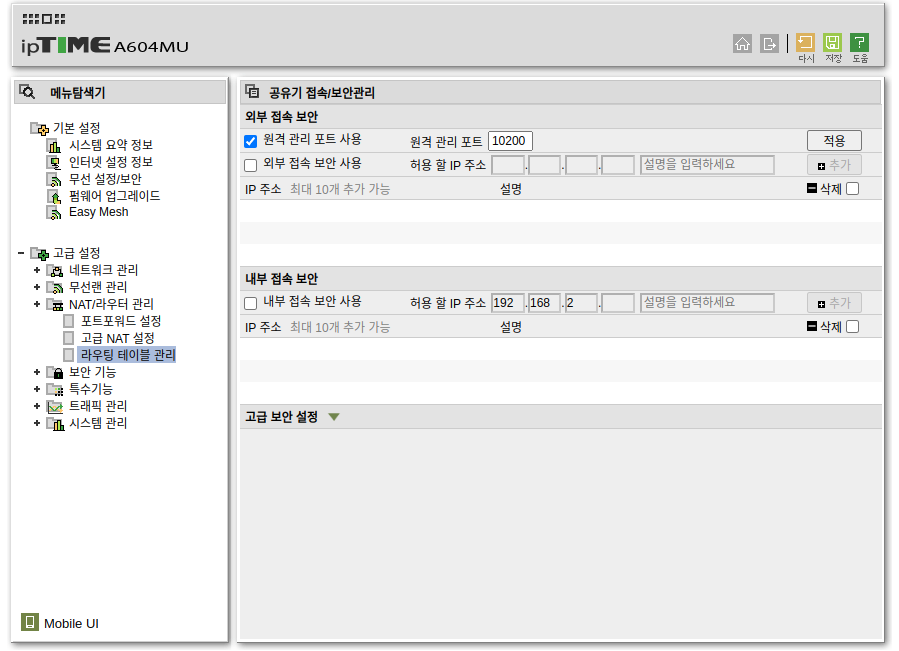 ipTIME A604MU
다시 저장 도움
메뉴탐색기
기본 설정
시스템 요약 정보
인터넷 설정 정보
무선 설정/보안
펌웨어 업그레이드
Easy Mesh
고급 설정
네트워크 관리
무선랜 관리
NAT/라우터 관리
포트포워드 설정
고급 NAT 설정
라우팅 테이블 관리
보안 기능
특수기능
트래픽 관리
시스템 관리
Mobile UI
공유기 접속/보안관리
외부 접속 보안
원격 관리 포트 사용 원격 관리 포트 10200 적용
외부 접속 보안 사용 허용 할 IP 주소 . . . 설명을 입력하세요 추가
IP 주소 최대 10개 추가 가능 설명 삭제
내부 접속 보안
내부 접속 보안 사용 허용 할 IP 주소 192 . 168 . 2 . 설명을 입력하세요 추가
IP 주소 최대 10개 추가 가능 설명 삭제
고급 보안 설정